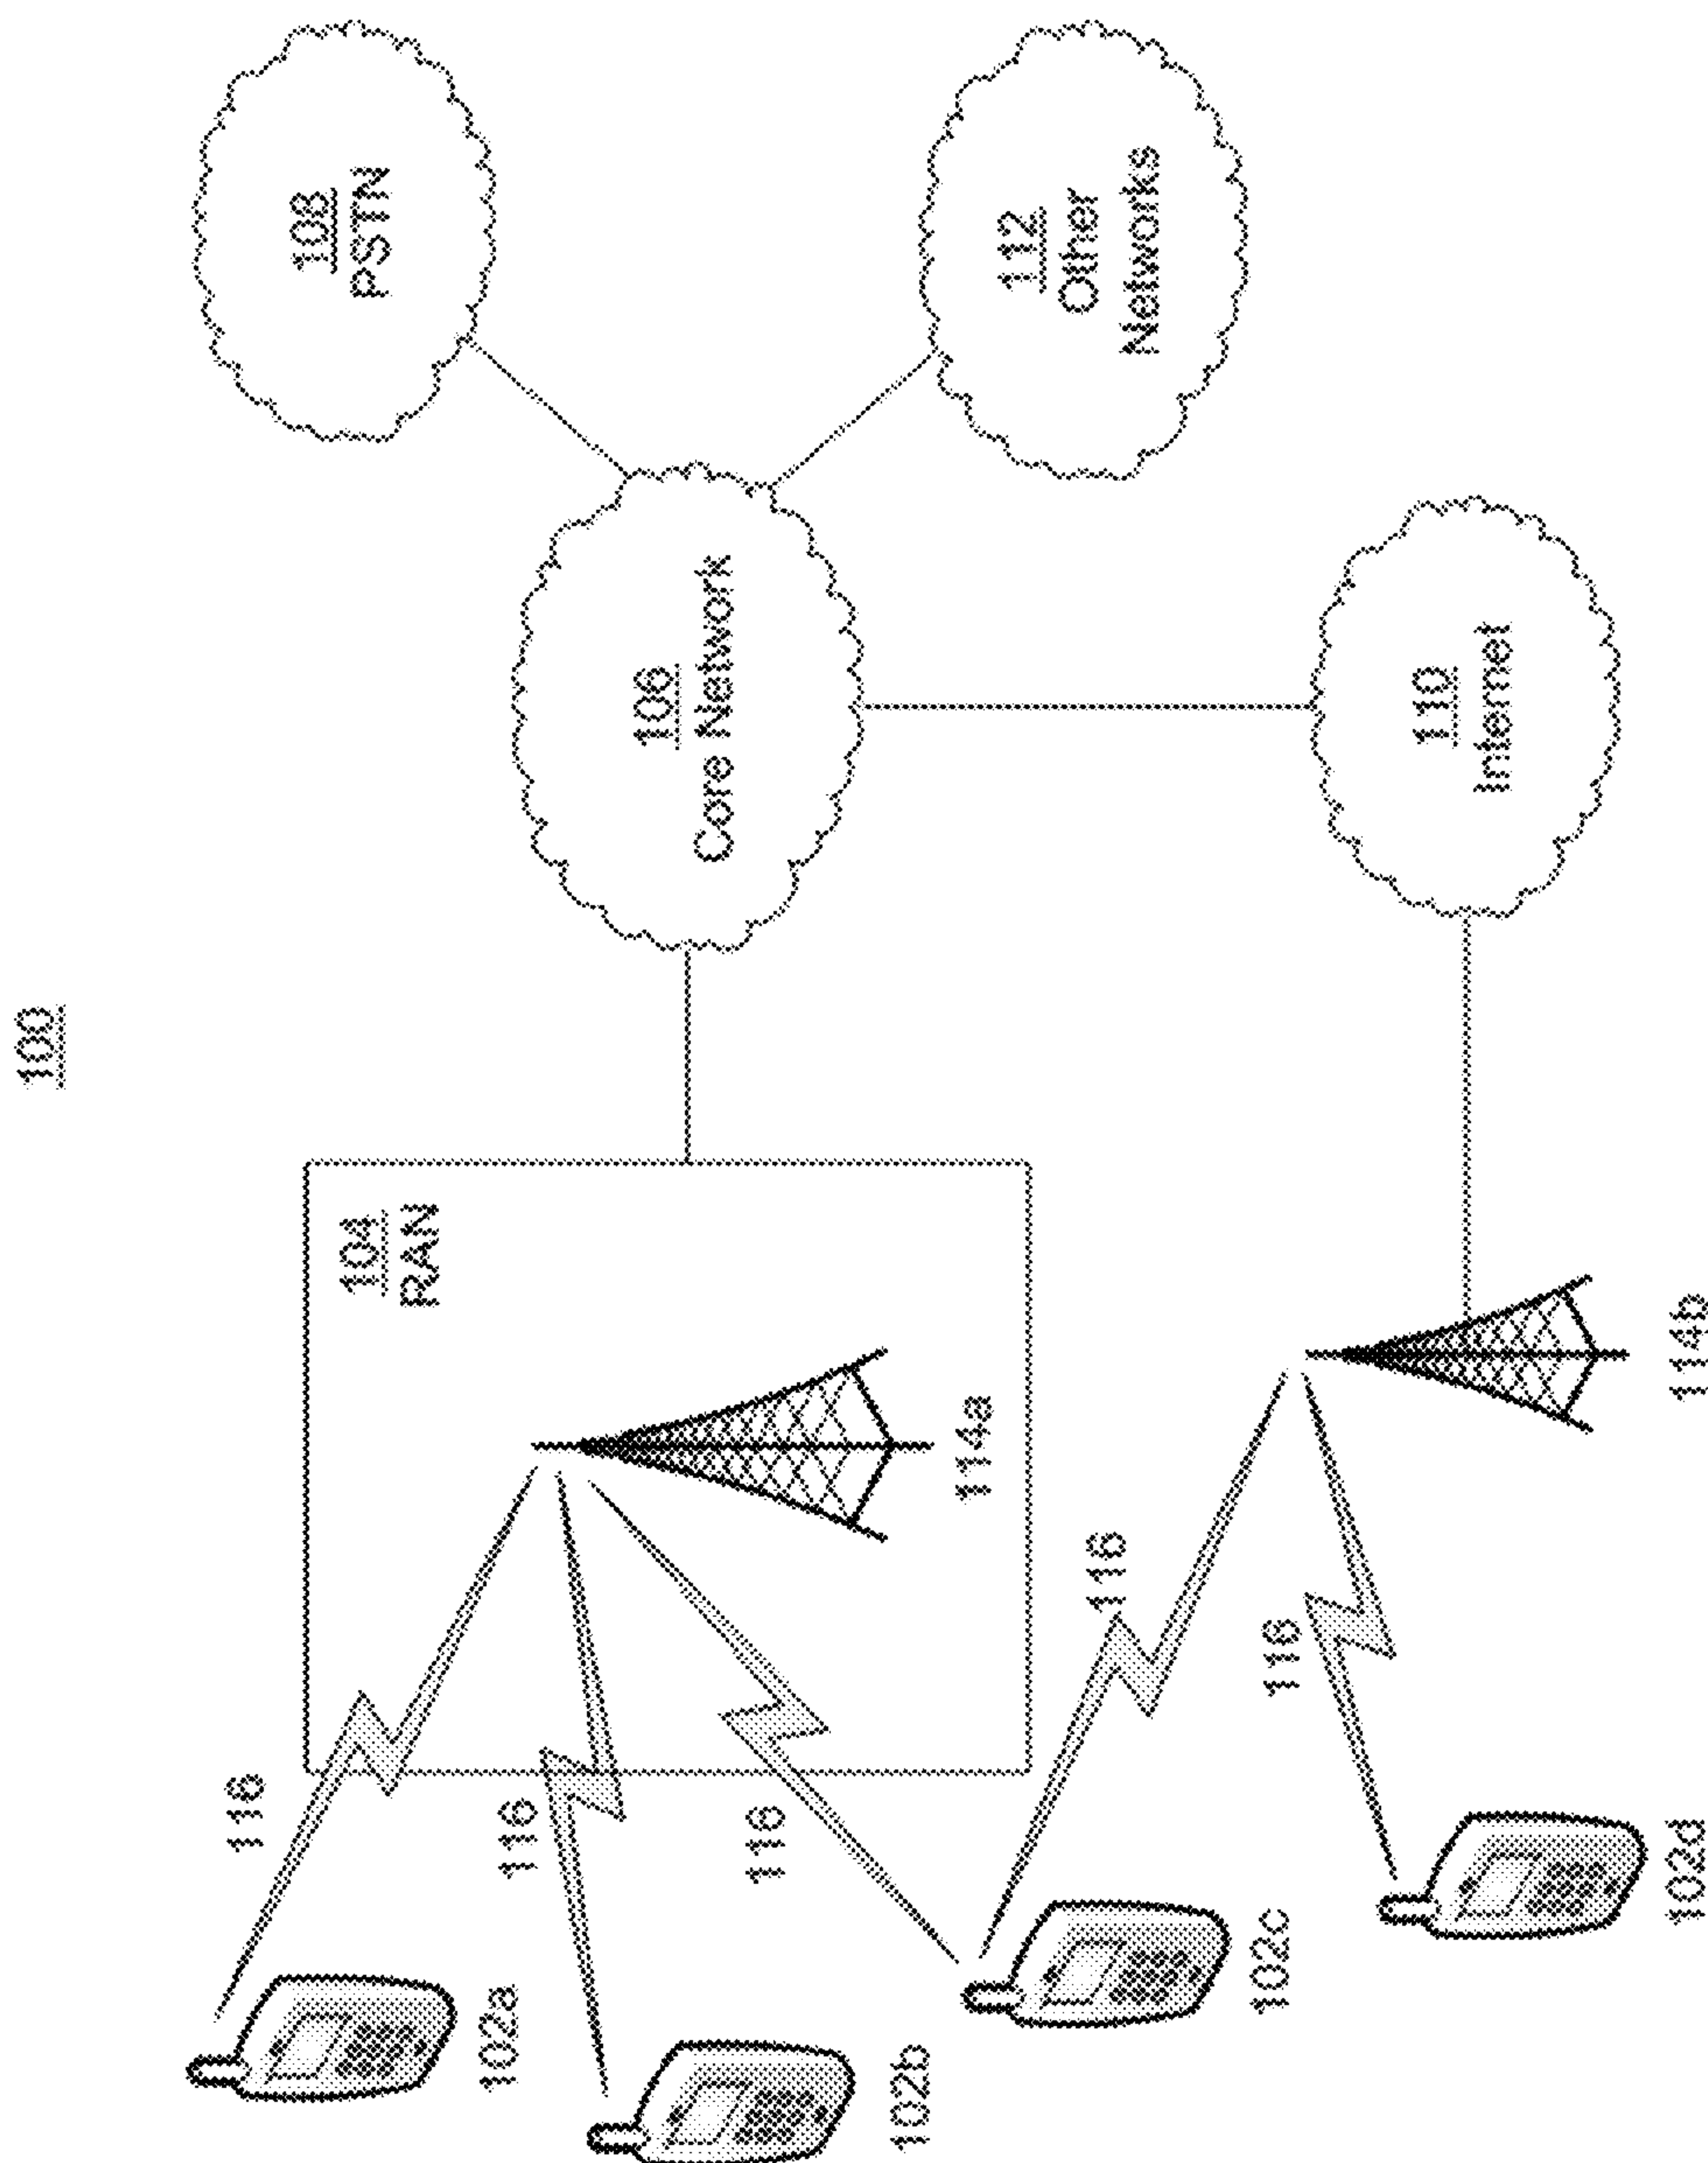 100
108
PSTN
106
Core Network
112
Other
Networks
104
RAN
110
Internet
114a
114b
116
116
116
116
116
102a
102b
102c
102d